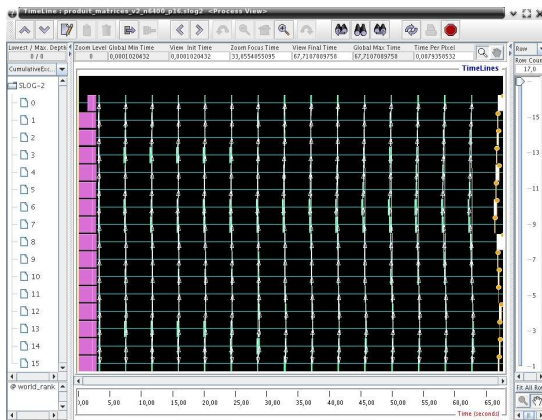 TimeLine : produit_matrices_v2_n6400_p16.slog2 <Process View>
Lowest / Max. Depth Zoom Level Global Min Time View Init Time Zoom Focus Time View Final Time Global Max Time Time Per Pixel Row
0 / 0 0 0,0001020432 0,0001020432 33,8554055095 67,7107089758 67,7107089758 0,0879358532 Row Count
17,0
TimeLines
CumulativeExc...
SLOG-2
0
1
2
3
4
5
6
7
8
9
10
11
12
13
14
15
15
13
11
9
7
5
3
1
@ world_rank
0,00 5,00 10,00 15,00 20,00 25,00 30,00 35,00 40,00 45,00 50,00 55,00 60,00 65,00
Time (seconds)
Fit All Ro